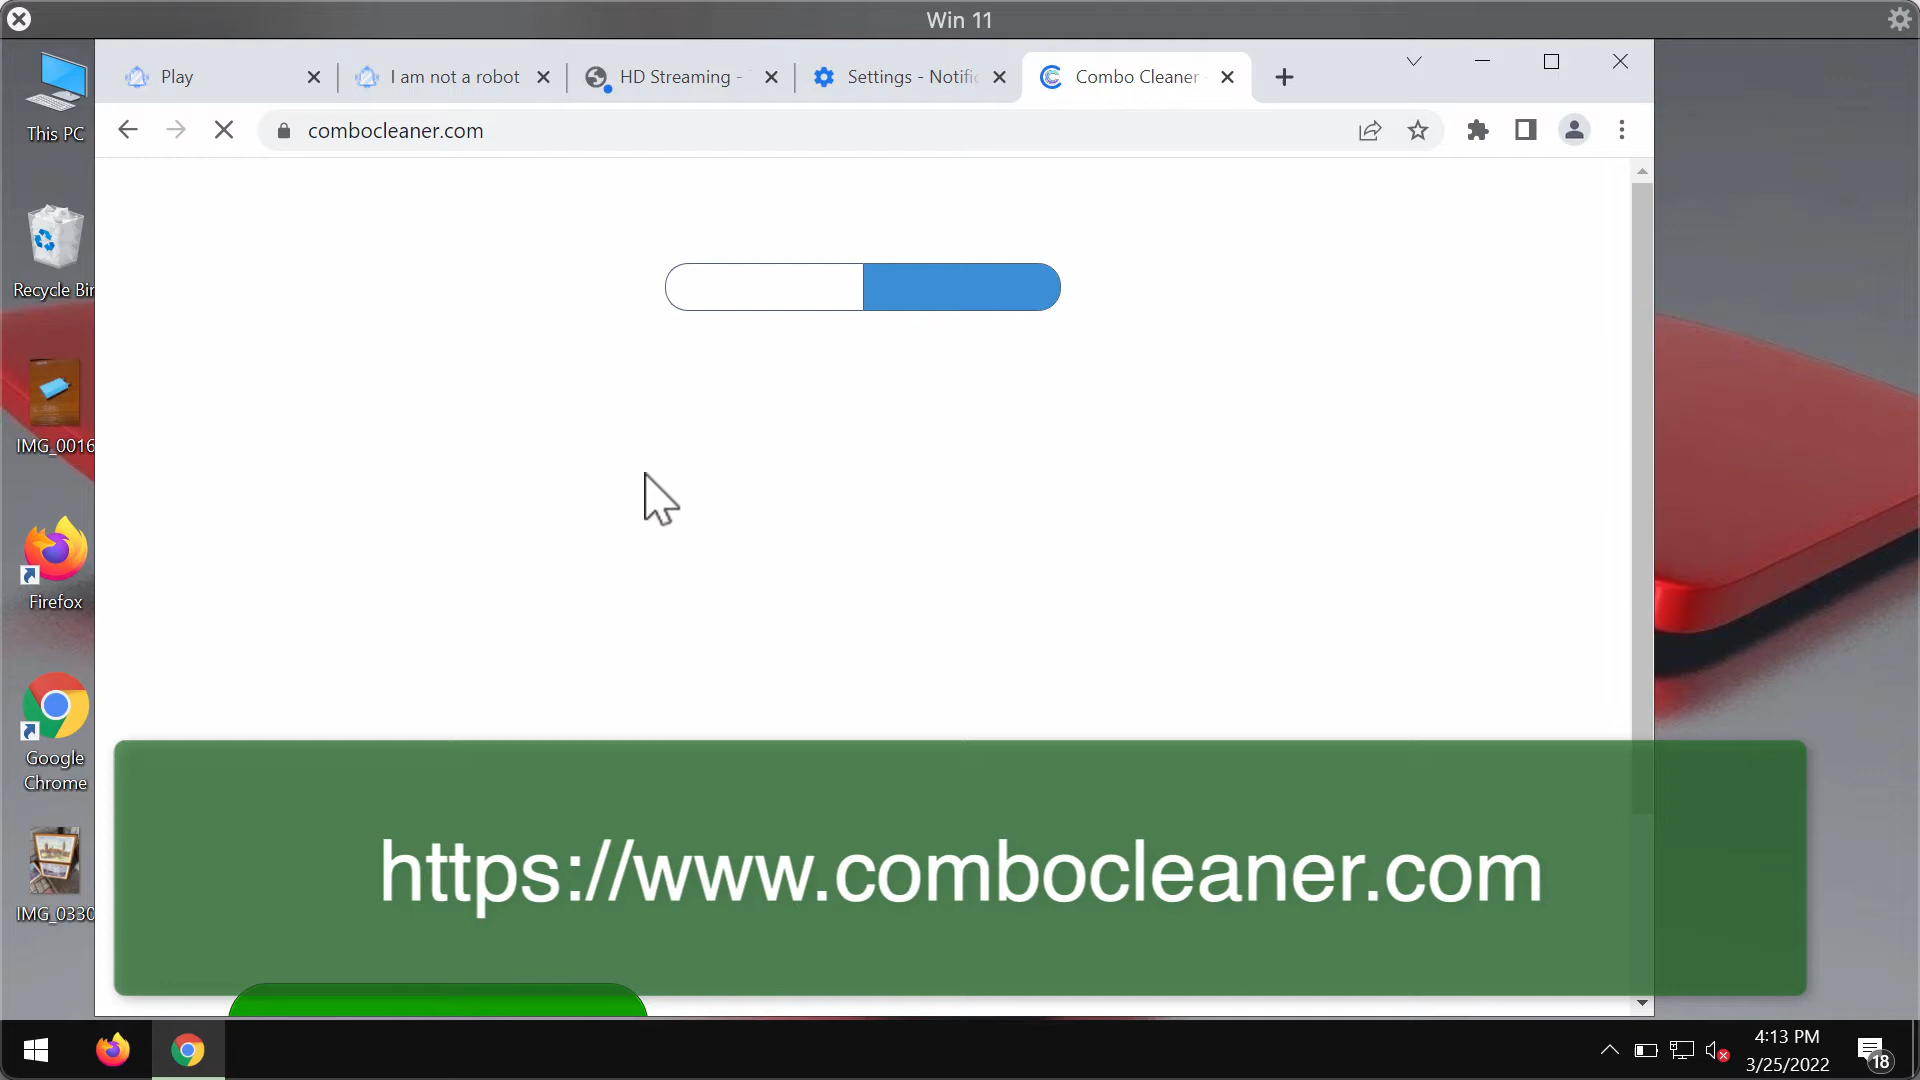 Win 11
Play
I am not a robot
HD Streaming -
Settings - Notific
Combo Cleaner -
combocleaner.com
This PC
Recycle Bin
IMG_0016
Firefox
Google
Chrome
IMG_0330
https://www.combocleaner.com
4:13 PM
3/25/2022
18